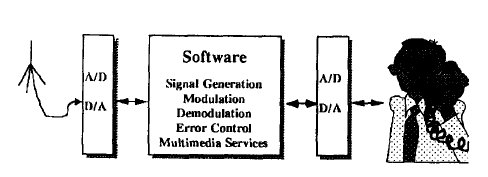 A/D
D/A
Software
Signal Generation
Modulation
Demodulation
Error Control
Multimedia Services
A/D
D/A